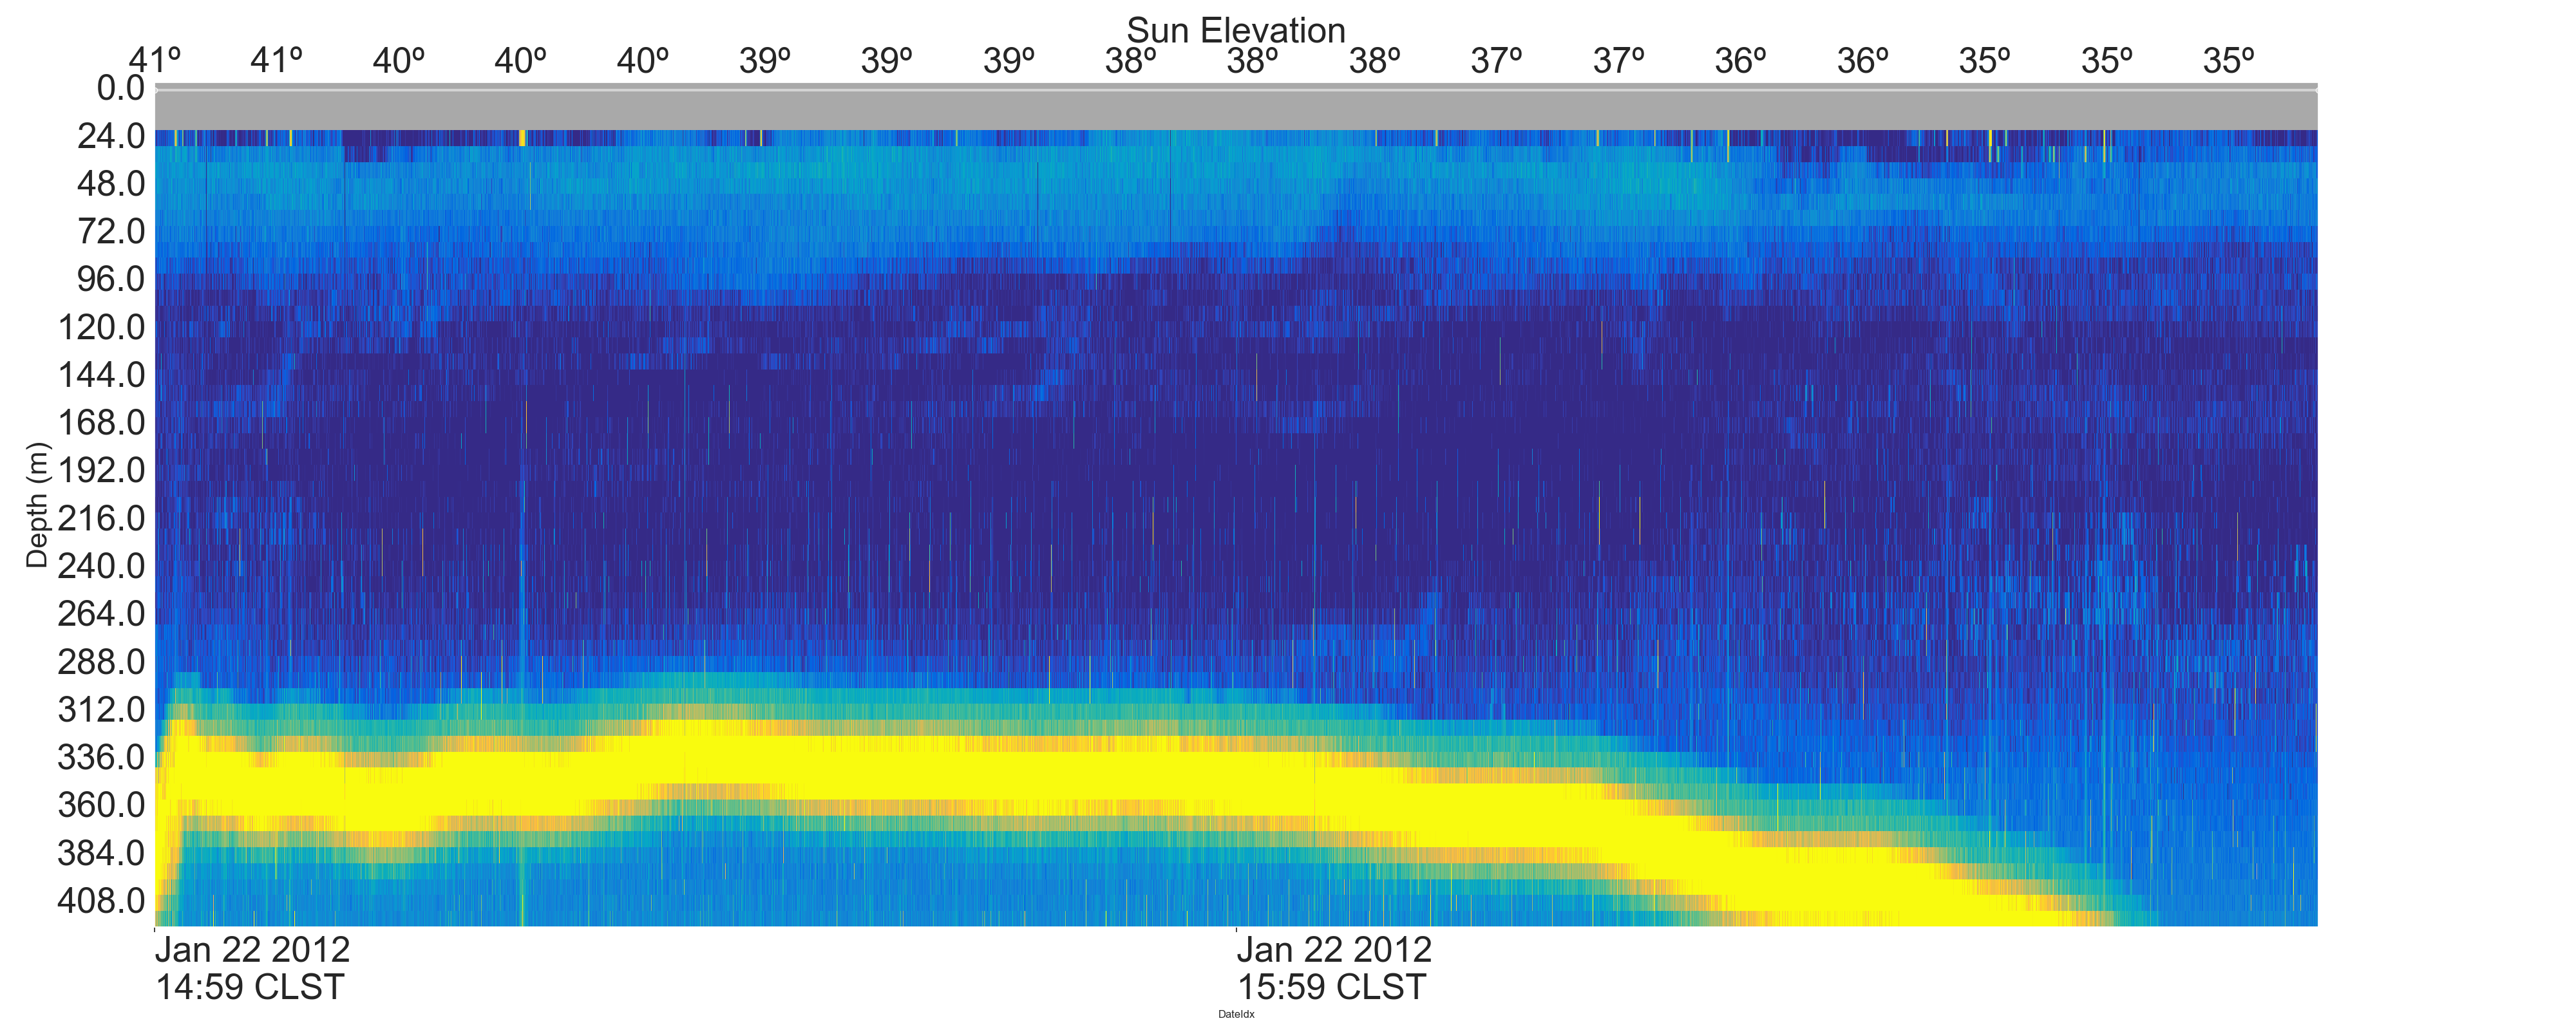 Sun Elevation
41º 41º 40º 40º 40º 39º 39º 39º 38º 38º 38º 37º 37º 36º 36º 35º 35º 35º
0.0
24.0
48.0
72.0
96.0
120.0
144.0
168.0
192.0
216.0
240.0
264.0
288.0
312.0
336.0
360.0
384.0
408.0
Depth (m)
Jan 22 2012
14:59 CLST
Jan 22 2012
15:59 CLST
DateIdx